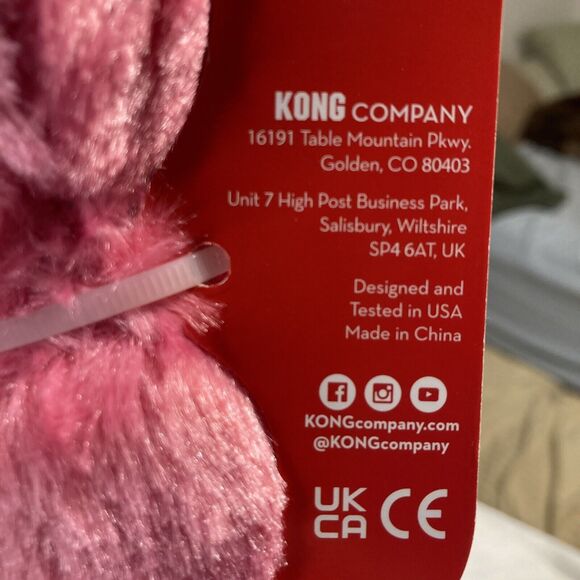 KONG COMPANY
16191 Table Mountain Pkwy.
Golden, CO 80403
Unit 7 High Post Business Park,
Salisbury, Wiltshire
SP4 6AT, UK
Designed and
Tested in USA
Made in China
KONGcompany.com
@KONGcompany
UK CE
CA